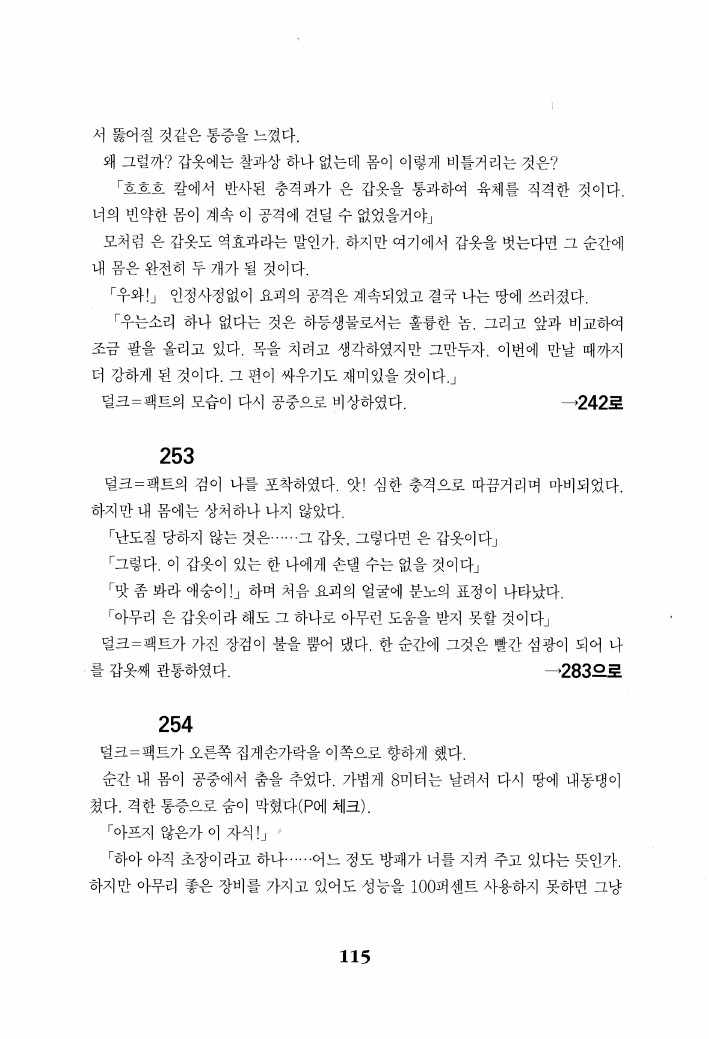 서 뚫어질 것같은 통증을 느꼈다.
왜 그럴까? 갑옷에는 찰과상 하나 없는데 몸이 이렇게 비틀거리는 것은?
「흐흐흐 칼에서 반사된 충격파가 은 갑옷을 통과하여 육체를 직격한 것이다.
너의 빈약한 몸이 계속 이 공격에 견딜 수 없었을거야」
모처럼 은 갑옷도 역효과라는 말인가. 하지만 여기에서 갑옷을 벗는다면 그 순간에
내 몸은 완전히 두 개가 될 것이다.
「우와!」 인정사정없이 요괴의 공격은 계속되었고 결국 나는 땅에 쓰러졌다.
「우는소리 하나 없다는 것은 하등생물로서는 훌륭한 놈. 그리고 앞과 비교하여
조금 팔을 올리고 있다. 목을 치려고 생각하였지만 그만두자. 이번에 만날 때까지
더 강하게 된 것이다. 그 편이 싸우기도 재미있을 것이다.」
덜크=팩트의 모습이 다시 공중으로 비상하였다. →242로
253
덜크=팩트의 검이 나를 포착하였다. 앗! 심한 충격으로 따끔거리며 마비되었다.
하지만 내 몸에는 상처하나 나지 않았다.
「난도질 당하지 않는 것은……그 갑옷, 그렇다면 은 갑옷이다」
「그렇다. 이 갑옷이 있는 한 나에게 손댈 수는 없을 것이다」
「맛 좀 봐라 애숭이!」 하며 처음 요괴의 얼굴에 분노의 표정이 나타났다.
「아무리 은 갑옷이라 해도 그 하나로 아무런 도움을 받지 못할 것이다」
덜크=팩트가 가진 장검이 불을 뿜어 댔다. 한 순간에 그것은 빨간 섬광이 되어 나
를 갑옷째 관통하였다. →283으로
254
덜크=팩트가 오른쪽 집게손가락을 이쪽으로 향하게 했다.
순간 내 몸이 공중에서 춤을 추었다. 가볍게 8미터는 날려서 다시 땅에 내동댕이
쳤다. 격한 통증으로 숨이 막혔다(P에 체크).
「아프지 않은가 이 자식!」
「하아 아직 초장이라고 하나……어느 정도 방패가 너를 지켜 주고 있다는 뜻인가.
하지만 아무리 좋은 장비를 가지고 있어도 성능을 100퍼센트 사용하지 못하면 그냥
115